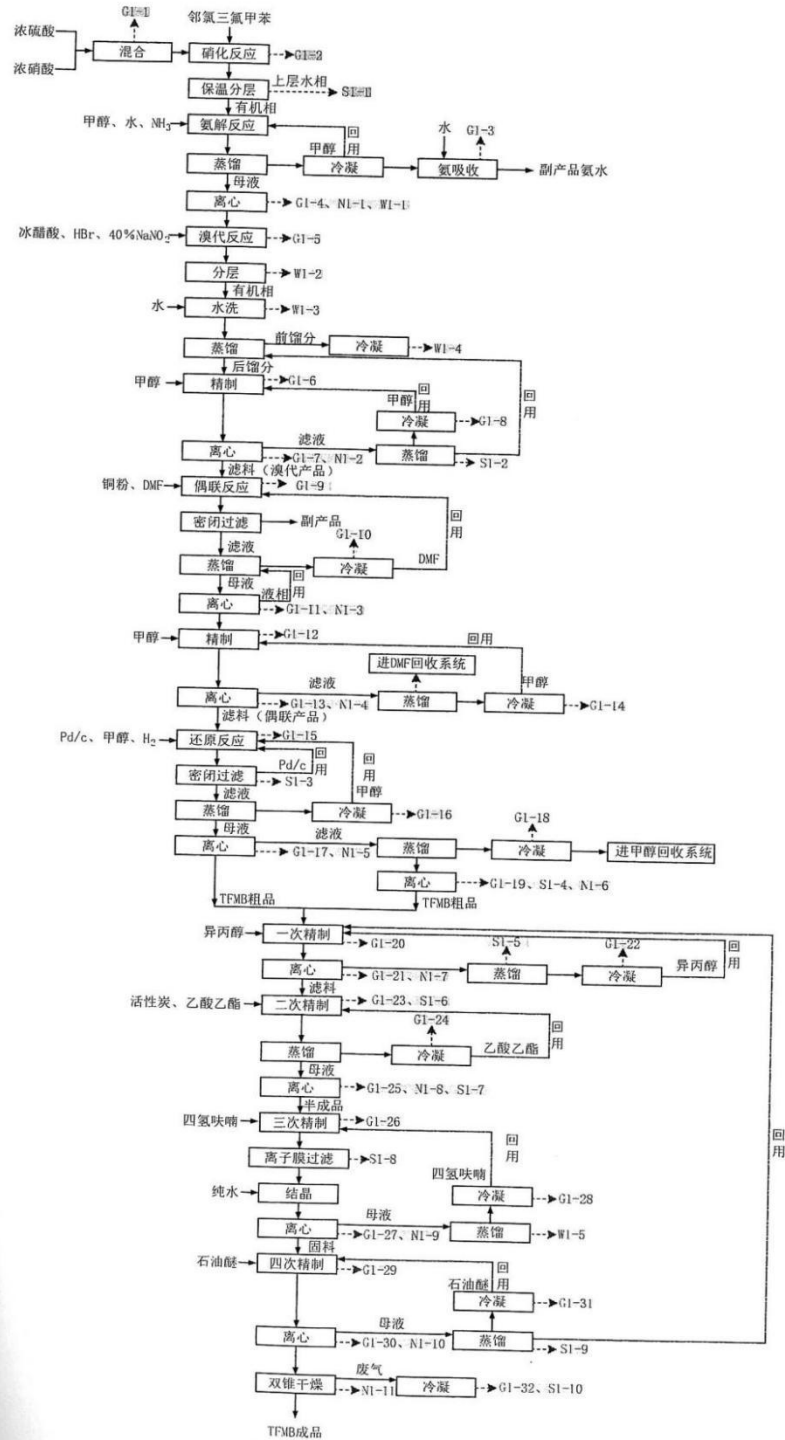 G1-1
邻氯三氟甲苯
浓硫酸
浓硝酸
混合
硝化反应
G1-2
保温分层
上层水相
S1-1
有机相
甲醇、水、NH3
氨解反应
回用
甲醇
水
G1-3
蒸馏
冷凝
氨吸收
副产品氨水
母液
离心
G1-4、N1-1、W1-1
冰醋酸、HBr、40%NaNO2
溴代反应
G1-5
分层
W1-2
有机相
水
水洗
W1-3
蒸馏
前馏分
冷凝
W1-4
后馏分
G1-6
甲醇
精制
甲醇
回用
回用
冷凝
G1-8
离心
滤液
蒸馏
G1-7、N1-2
S1-2
滤料（溴代产品）
铜粉、DMF
偶联反应
G1-9
密闭过滤
副产品
G1-10
回用
滤液
蒸馏
冷凝
DMF
母液
液相
回用
离心
G1-11、N1-3
甲醇
精制
G1-12
回用
进DMF回收系统
甲醇
离心
滤液
蒸馏
冷凝
G1-13、N1-4
G1-14
滤料（偶联产品）
Pd/c、甲醇、H2
还原反应
G1-15
Pd/c
回用
回用
密闭过滤
S1-3
滤液
甲醇
蒸馏
冷凝
G1-16
G1-18
母液
离心
滤液
蒸馏
冷凝
进甲醇回收系统
G1-17、N1-5
离心
G1-19、S1-4、N1-6
TFMB粗品
TFMB粗品
异丙醇
一次精制
G1-20
S1-5
G1-22
异丙醇
回用
离心
G1-21、N1-7
蒸馏
冷凝
滤料
活性炭、乙酸乙酯
二次精制
G1-23、S1-6
G1-24
回用
蒸馏
冷凝
乙酸乙酯
母液
离心
G1-25、N1-8、S1-7
半成品
四氢呋喃
三次精制
G1-26
回用
回用
离子膜过滤
S1-8
四氢呋喃
纯水
结晶
冷凝
G1-28
离心
母液
蒸馏
W1-5
G1-27、N1-9
固料
石油醚
四次精制
G1-29
石油醚
回用
冷凝
G1-31
离心
母液
蒸馏
G1-30、N1-10
S1-9
双锥干燥
废气
冷凝
N1-11
G1-32、S1-10
TFMB成品